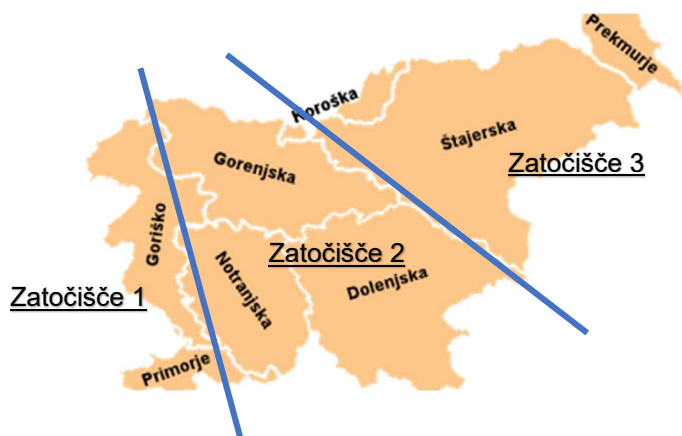 Prekmurje
Koroška
Štajerska
Gorenjska
Zatočišče 3
Goriško
Zatočišče 2
Notranjska
Dolenjska
Zatočišče 1
Primorje